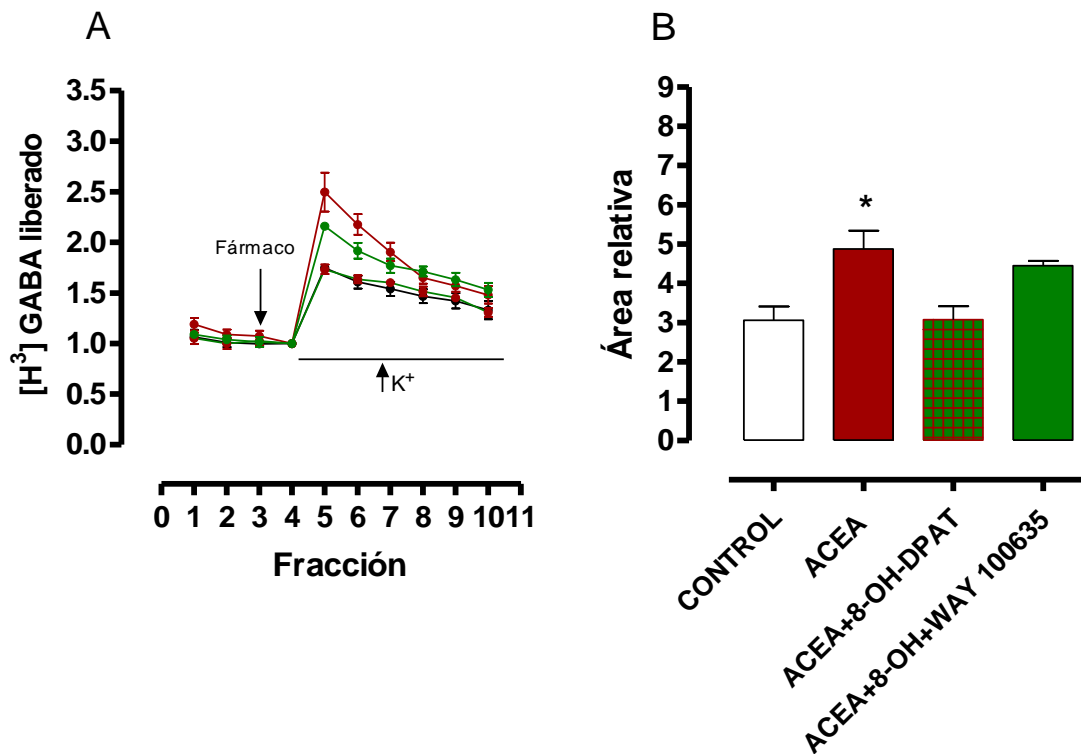 A
[H³] GABA liberado
3.5
3.0
2.5
2.0
1.5
1.0
0.5
0.0
Fármaco
K⁺
0 1 2 3 4 5 6 7 8 9 10 11
Fracción
B
Área relativa
9
8
7
6
5
4
3
2
1
0
*
CONTROL
ACEA
ACEA+8-OH-DPAT
ACEA+8-OH+WAY 100635